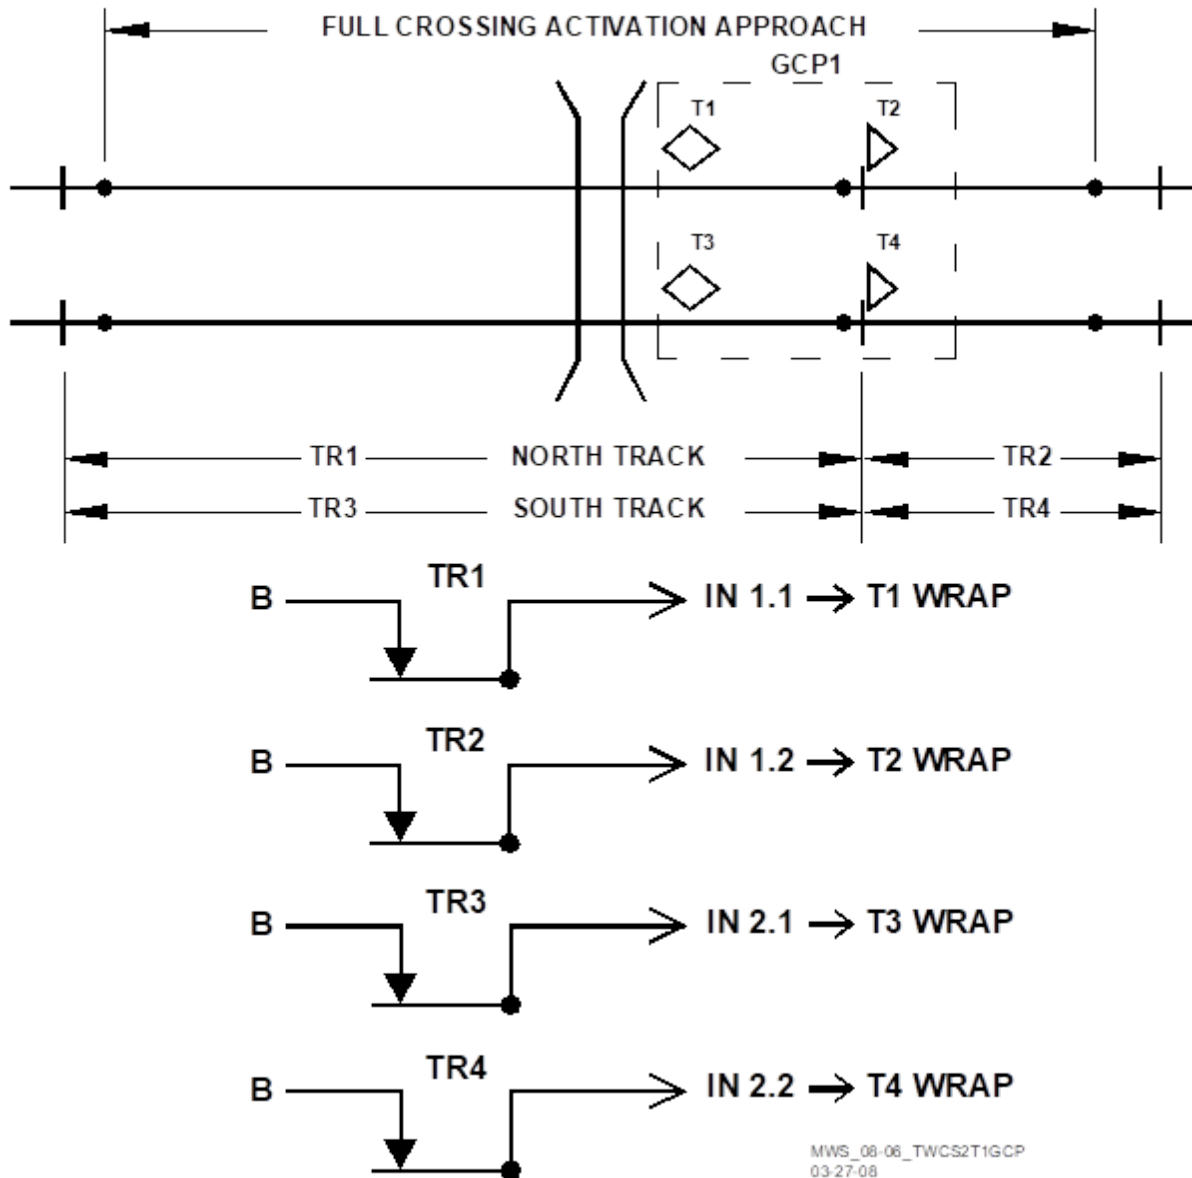 FULL CROSSING ACTIVATION APPROACH
GCP1
T1 T2
T3 T4
TR1 NORTH TRACK TR2
TR3 SOUTH TRACK TR4
TR1
B IN 1.1 → T1 WRAP
TR2
B IN 1.2 → T2 WRAP
TR3
B IN 2.1 → T3 WRAP
TR4
B IN 2.2 → T4 WRAP
MWS_08-06_TWCS2T1GCP
03-27-08